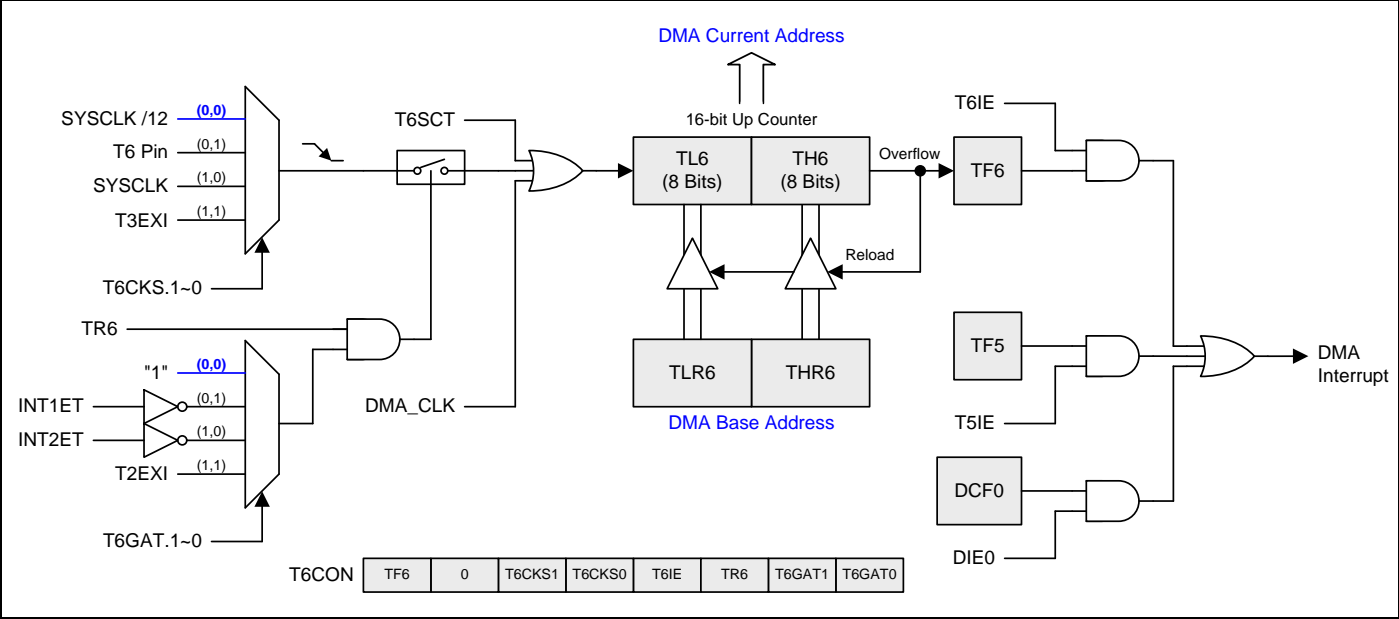 DMA Current Address
16-bit Up Counter
SYSCLK /12 (0,0)
T6 Pin (0,1)
SYSCLK (1,0)
T3EXI (1,1)
T6CKS.1~0
T6SCT
TL6
(8 Bits)
TH6
(8 Bits)
Overflow
TF6
T6IE
Reload
TR6
"1" (0,0)
INT1ET (0,1)
INT2ET (1,0)
T2EXI (1,1)
T6GAT.1~0
DMA_CLK
TLR6
THR6
DMA Base Address
TF5
T5IE
DCF0
DIE0
DMA
Interrupt
T6CON TF6 0 T6CKS1 T6CKS0 T6IE TR6 T6GAT1 T6GAT0